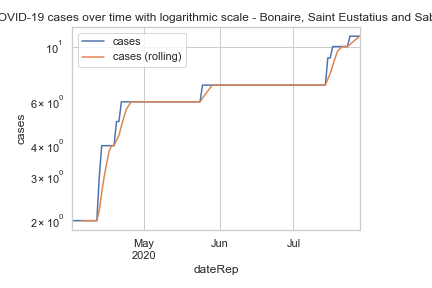 OVID-19 cases over time with logarithmic scale - Bonaire, Saint Eustatius and Sab
cases
cases (rolling)
10¹
6 × 10⁰
4 × 10⁰
3 × 10⁰
2 × 10⁰
cases
May
2020
Jun
Jul
dateRep